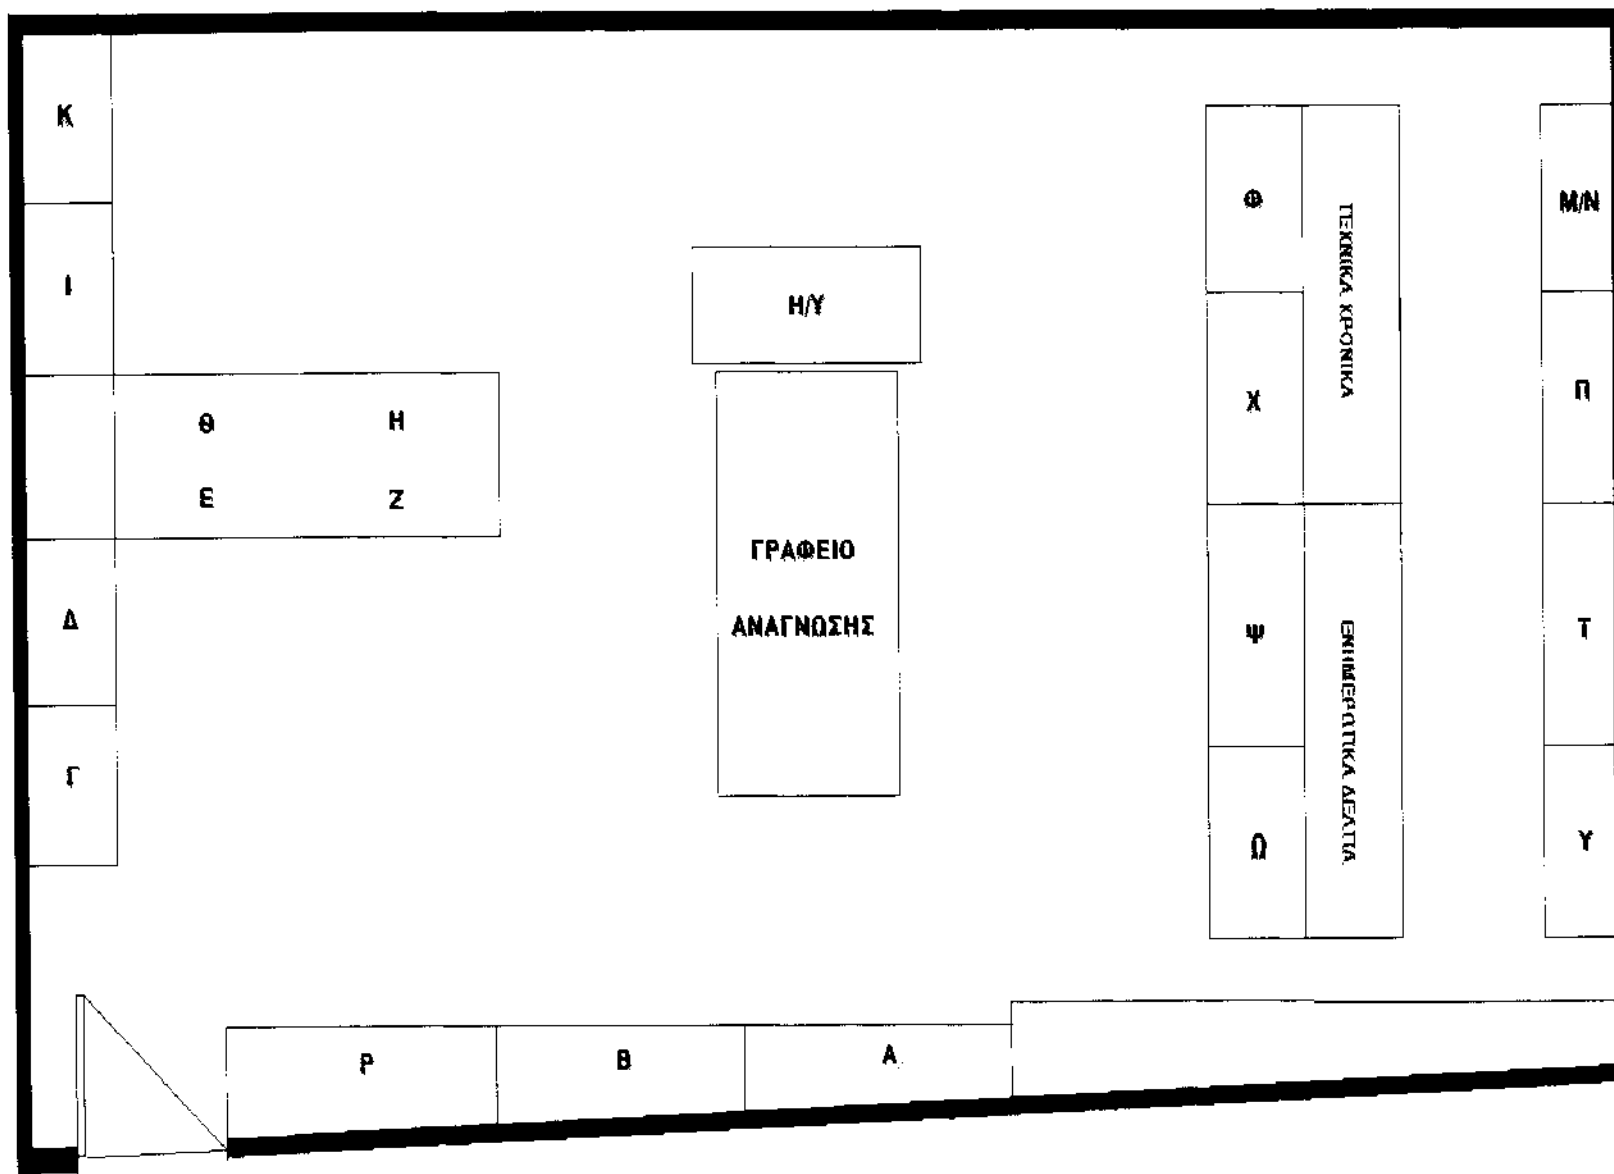 Κ
Φ
ΤΕΧΝΙΚΑ ΧΡΟΝΙΚΑ
Μ/Ν
Ι
Η/Υ
Χ
Π
Θ
Η
Ε
Ζ
ΓΡΑΦΕΙΟ
ΑΝΑΓΝΩΣΗΣ
Δ
Ψ
ΕΝΗΜΕΡΩΤΙΚΑ ΔΕΛΤΙΑ
Τ
Γ
Ω
Υ
Ρ
Β
Α